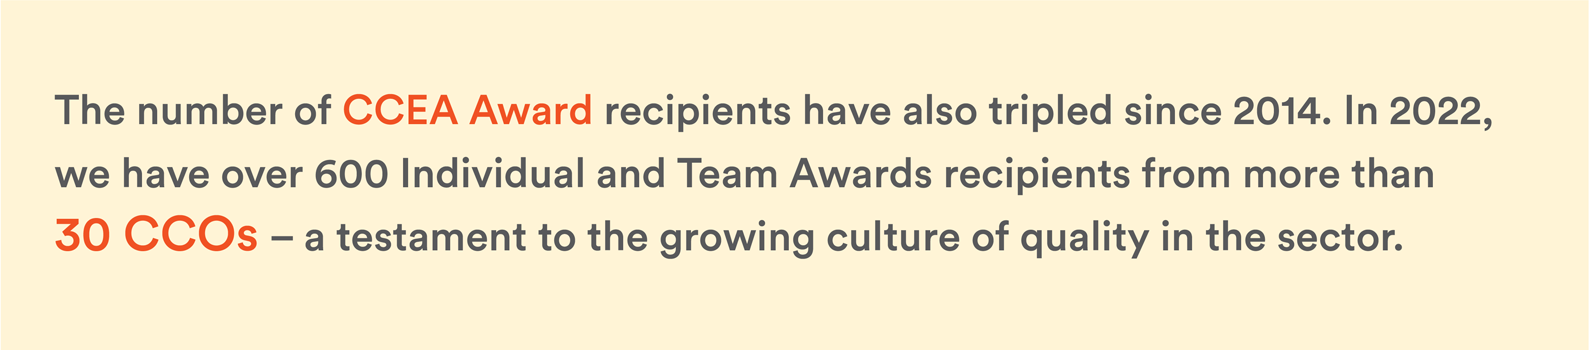 The number of CCEA Award recipients have also tripled since 2014. In 2022,
we have over 600 Individual and Team Awards recipients from more than
30 CCOs – a testament to the growing culture of quality in the sector.